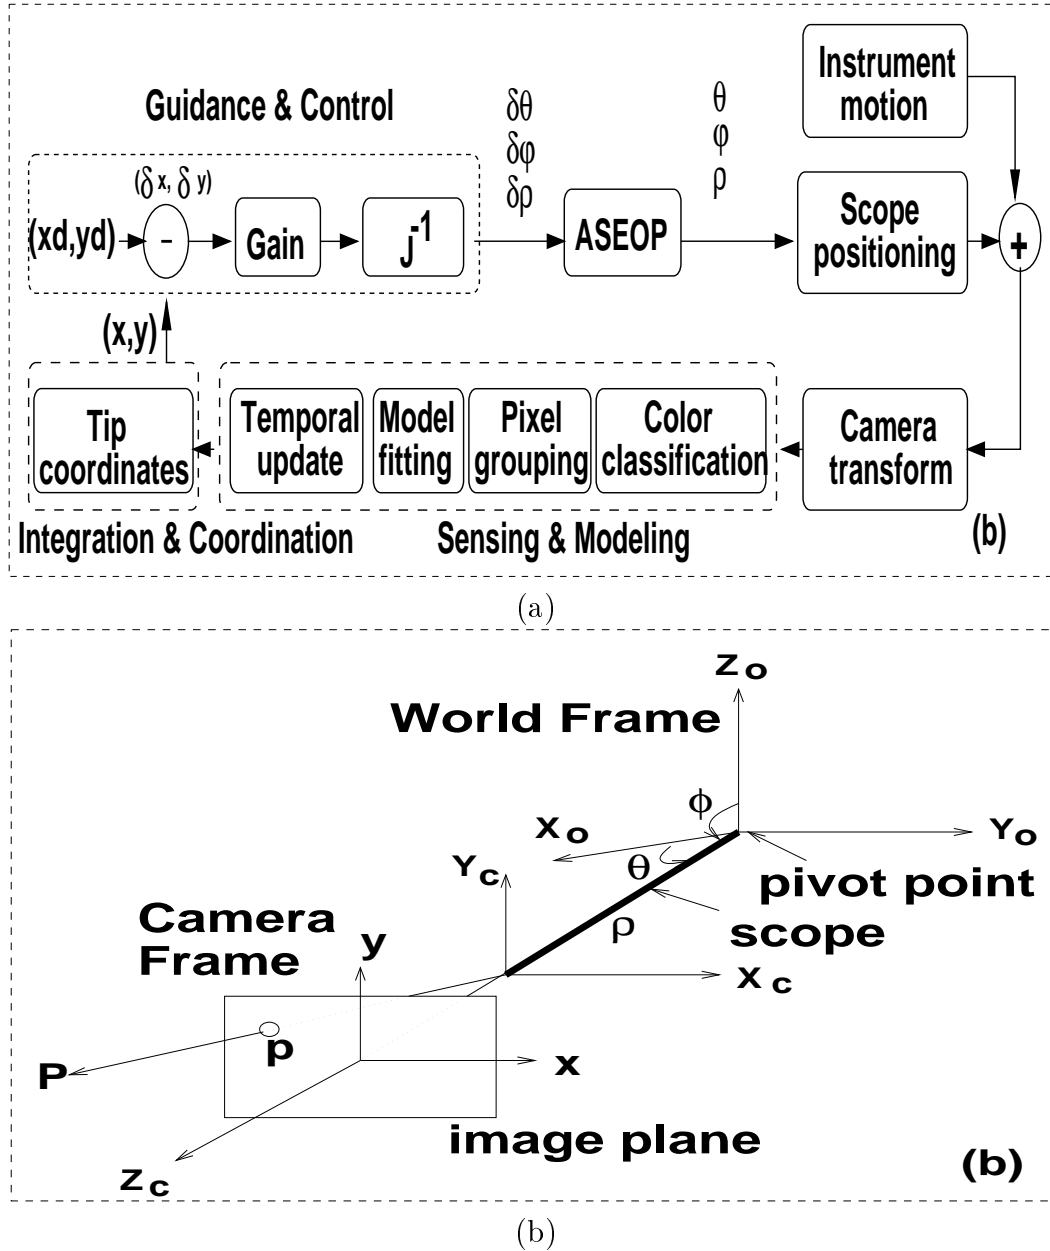 Guidance & Control
δθ
δφ
δρ
θ
φ
ρ
Instrument
motion
(δ x, δ y)
(xd,yd)
-
Gain
J-1
ASEOP
Scope
positioning
+
(x,y)
Tip
coordinates
Temporal
update
Model
fitting
Pixel
grouping
Color
classification
Camera
transform
Integration & Coordination
Sensing & Modeling
(b)
(a)
Zo
World Frame
ϕ
Xo
Yo
θ
Yc
pivot point
Camera
Frame
y
ρ
scope
Xc
p
P
x
image plane
Zc
(b)
(b)